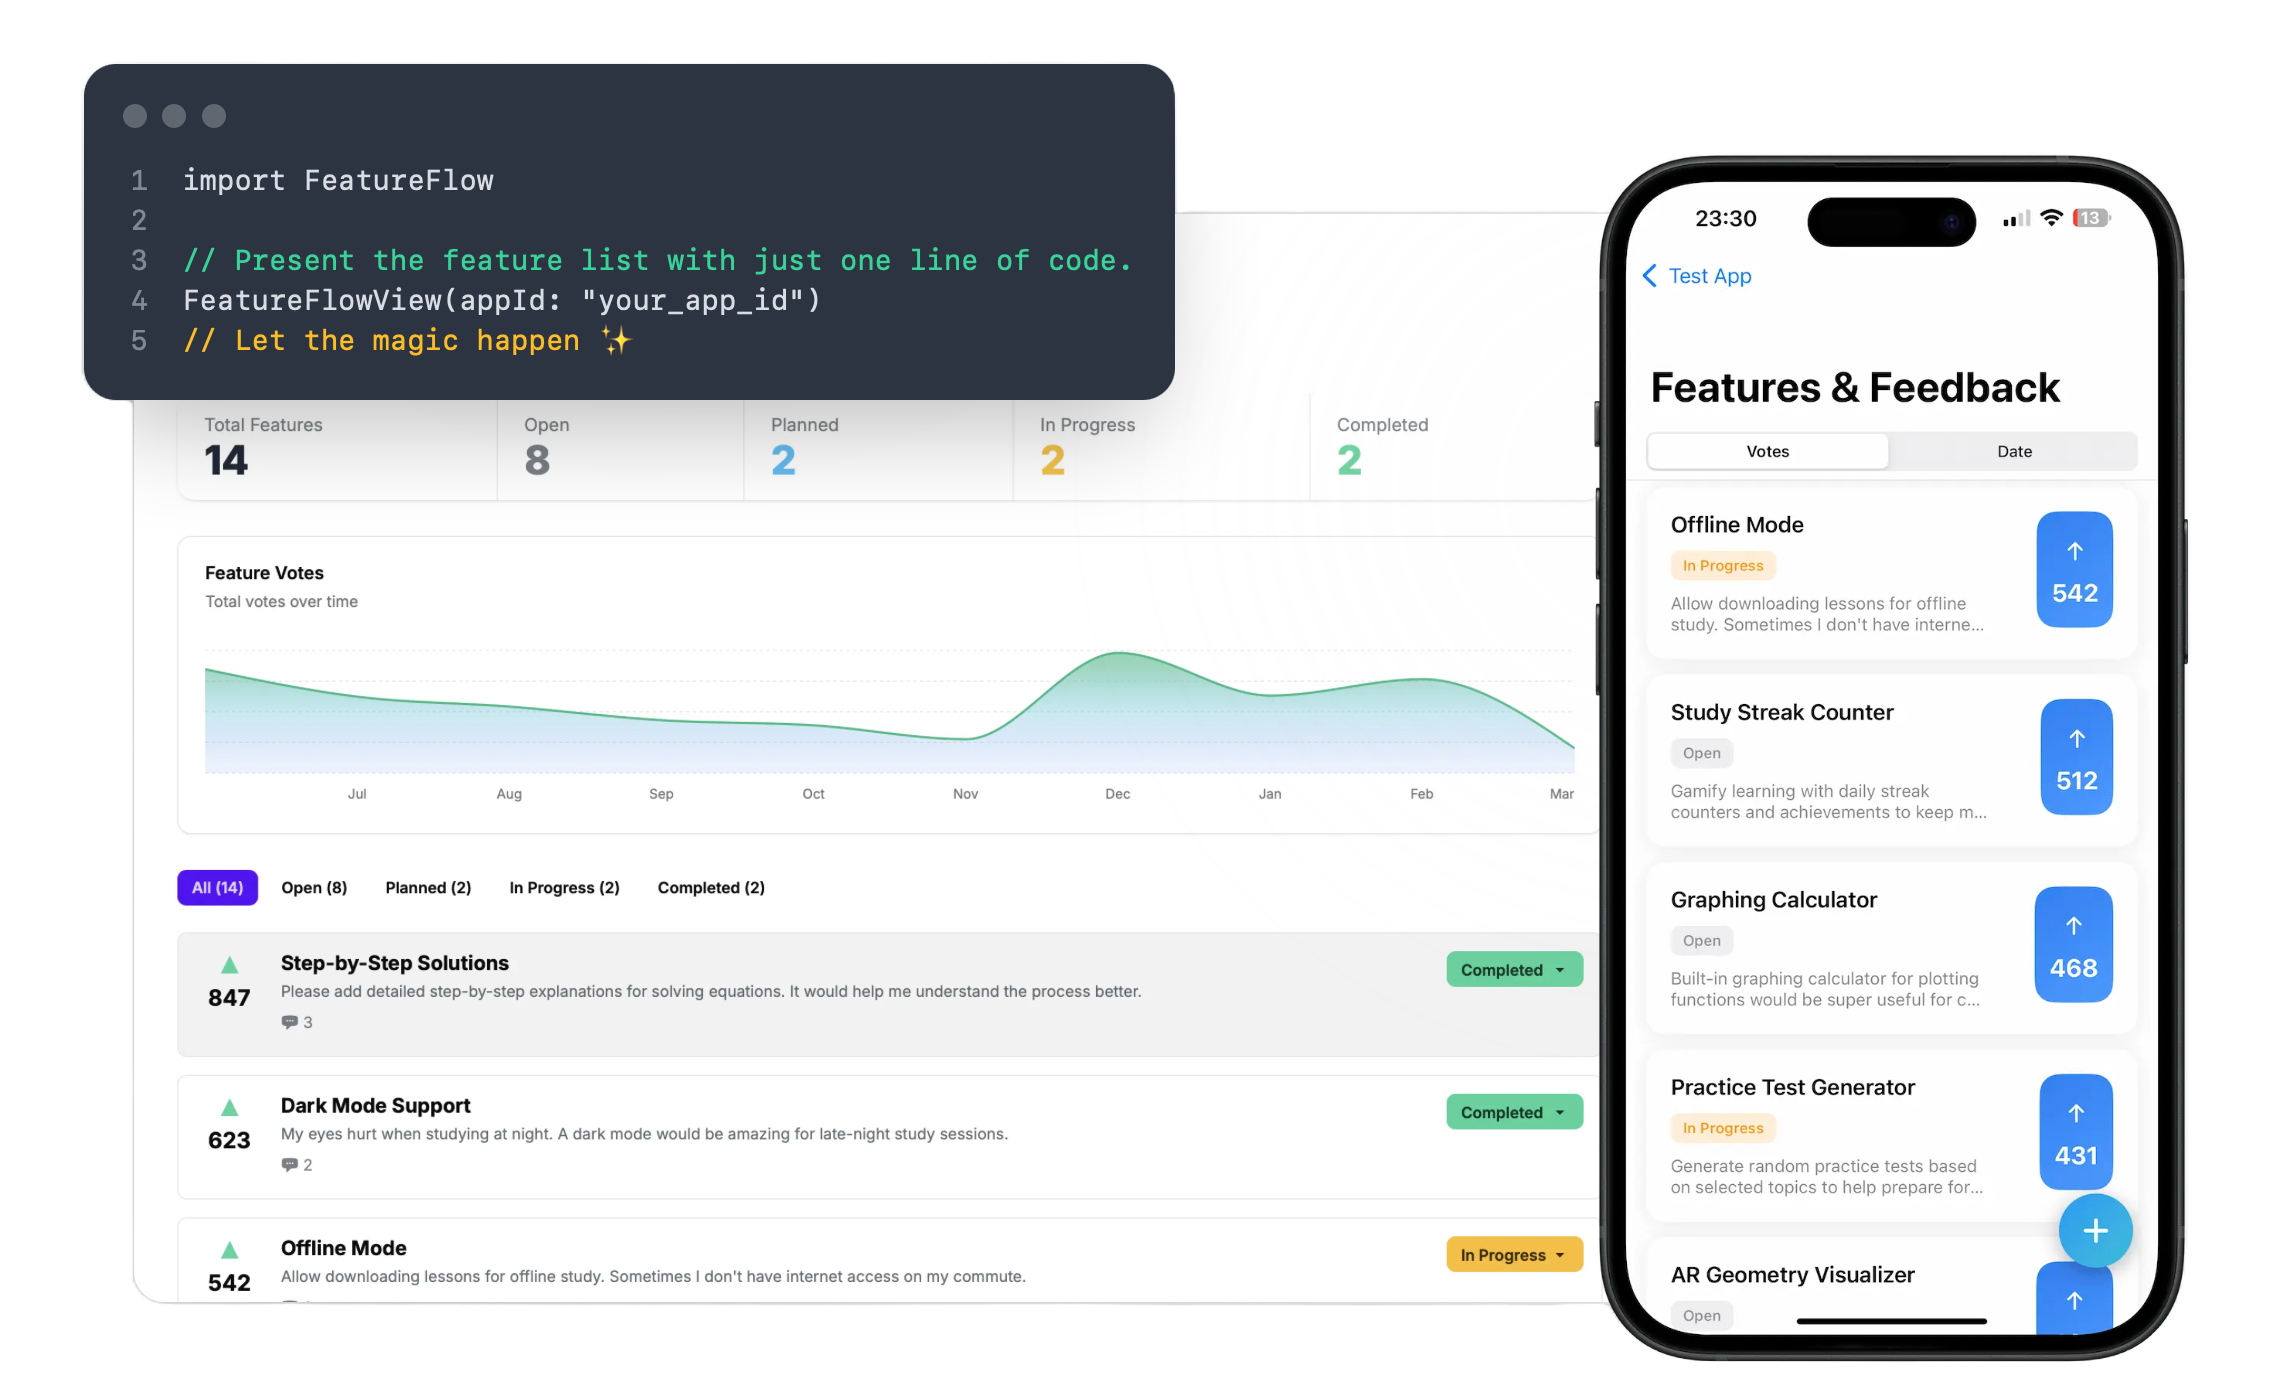 1 import FeatureFlow
2
3 // Present the feature list with just one line of code.
4 FeatureFlowView(appId: "your_app_id")
5 // Let the magic happen ✨
Total Features
14
Open
8
Planned
2
In Progress
2
Completed
2
Feature Votes
Total votes over time
Jul Aug Sep Oct Nov Dec Jan Feb Mar
All (14) Open (8) Planned (2) In Progress (2) Completed (2)
847
Step-by-Step Solutions
Please add detailed step-by-step explanations for solving equations. It would help me understand the process better.
3
Completed
623
Dark Mode Support
My eyes hurt when studying at night. A dark mode would be amazing for late-night study sessions.
2
Completed
542
Offline Mode
Allow downloading lessons for offline study. Sometimes I don't have internet access on my commute.
In Progress
23:30 13
Test App
Features & Feedback
Votes Date
Offline Mode
In Progress
Allow downloading lessons for offline
study. Sometimes I don't have interne...
542
Study Streak Counter
Open
Gamify learning with daily streak
counters and achievements to keep m...
512
Graphing Calculator
Open
Built-in graphing calculator for plotting
functions would be super useful for c...
468
Practice Test Generator
In Progress
Generate random practice tests based
on selected topics to help prepare for...
431
+
AR Geometry Visualizer
Open